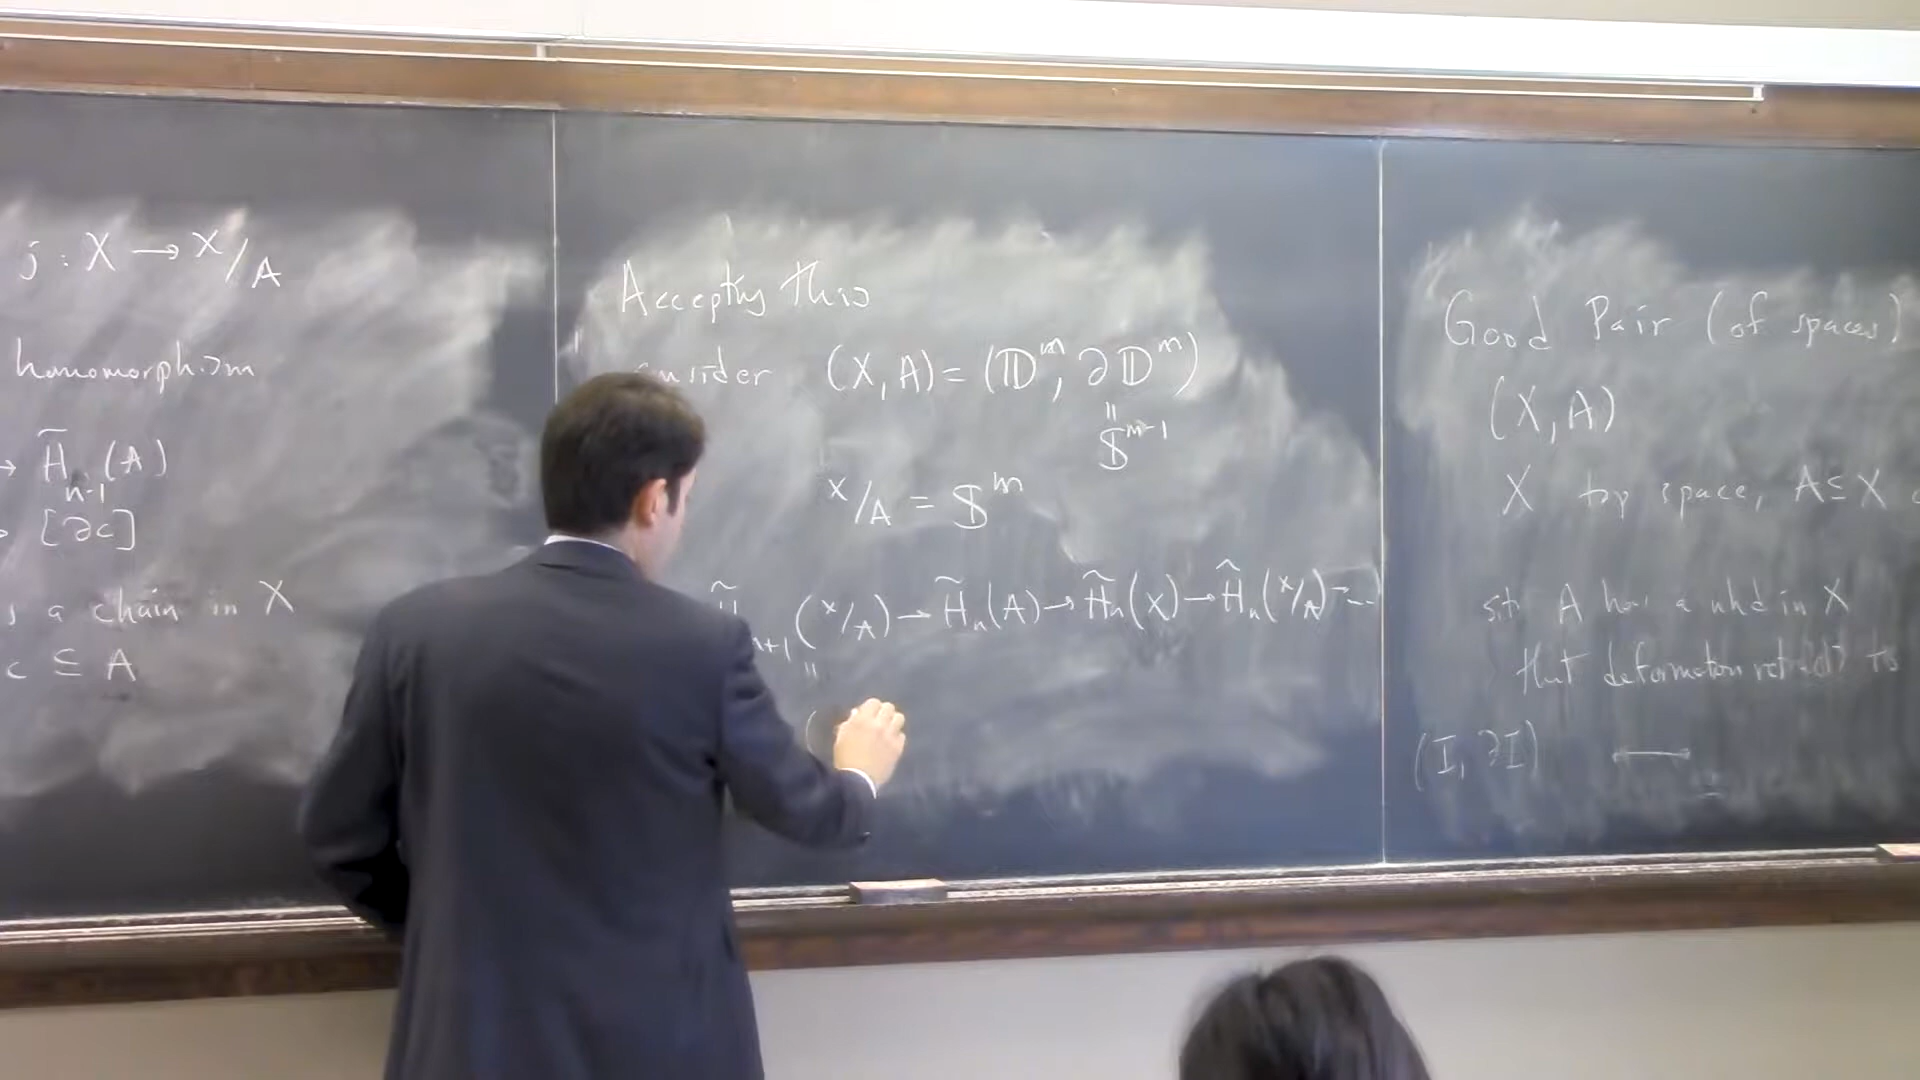 j : X → X/A
homomorphism
→ H̃ₙ₋₁(A)
[∂c]
s a chain in X
c ⊆ A
Accepting this
nsider (X, A) = (𝔻ᵐ, ∂𝔻ᵐ)
||
𝕊ᵐ⁻¹
X/A = 𝕊ᵐ
H̃ₙ₊₁(X/A) → H̃ₙ(A) → H̃ₙ(X) → H̃ₙ(X/A) → ...
||
(
Good Pair (of spaces)
(X, A)
X top space, A ⊆ X
s.t. A has a nhd in X
that deformation retracts to
(I, ∂I)